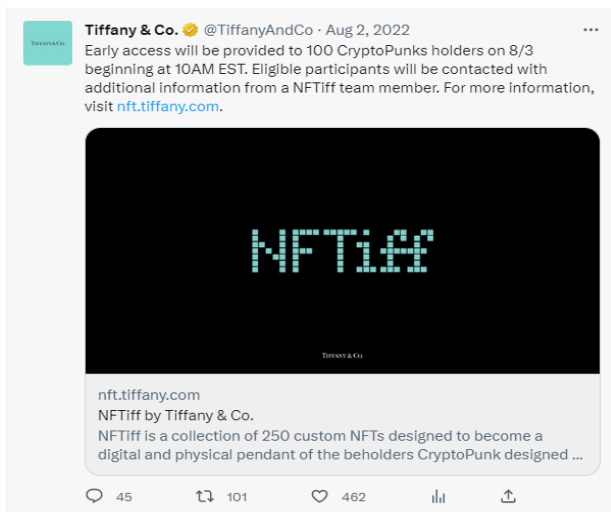 Tiffany & Co. @TiffanyAndCo · Aug 2, 2022
TIFFANY & CO.
Early access will be provided to 100 CryptoPunks holders on 8/3
beginning at 10AM EST. Eligible participants will be contacted with
additional information from a NFTiff team member. For more information,
visit nft.tiffany.com.
NFTiff
TIFFANY & CO.
nft.tiffany.com
NFTiff by Tiffany & Co.
NFTiff is a collection of 250 custom NFTs designed to become a
digital and physical pendant of the beholders CryptoPunk designed ...
45 101 462